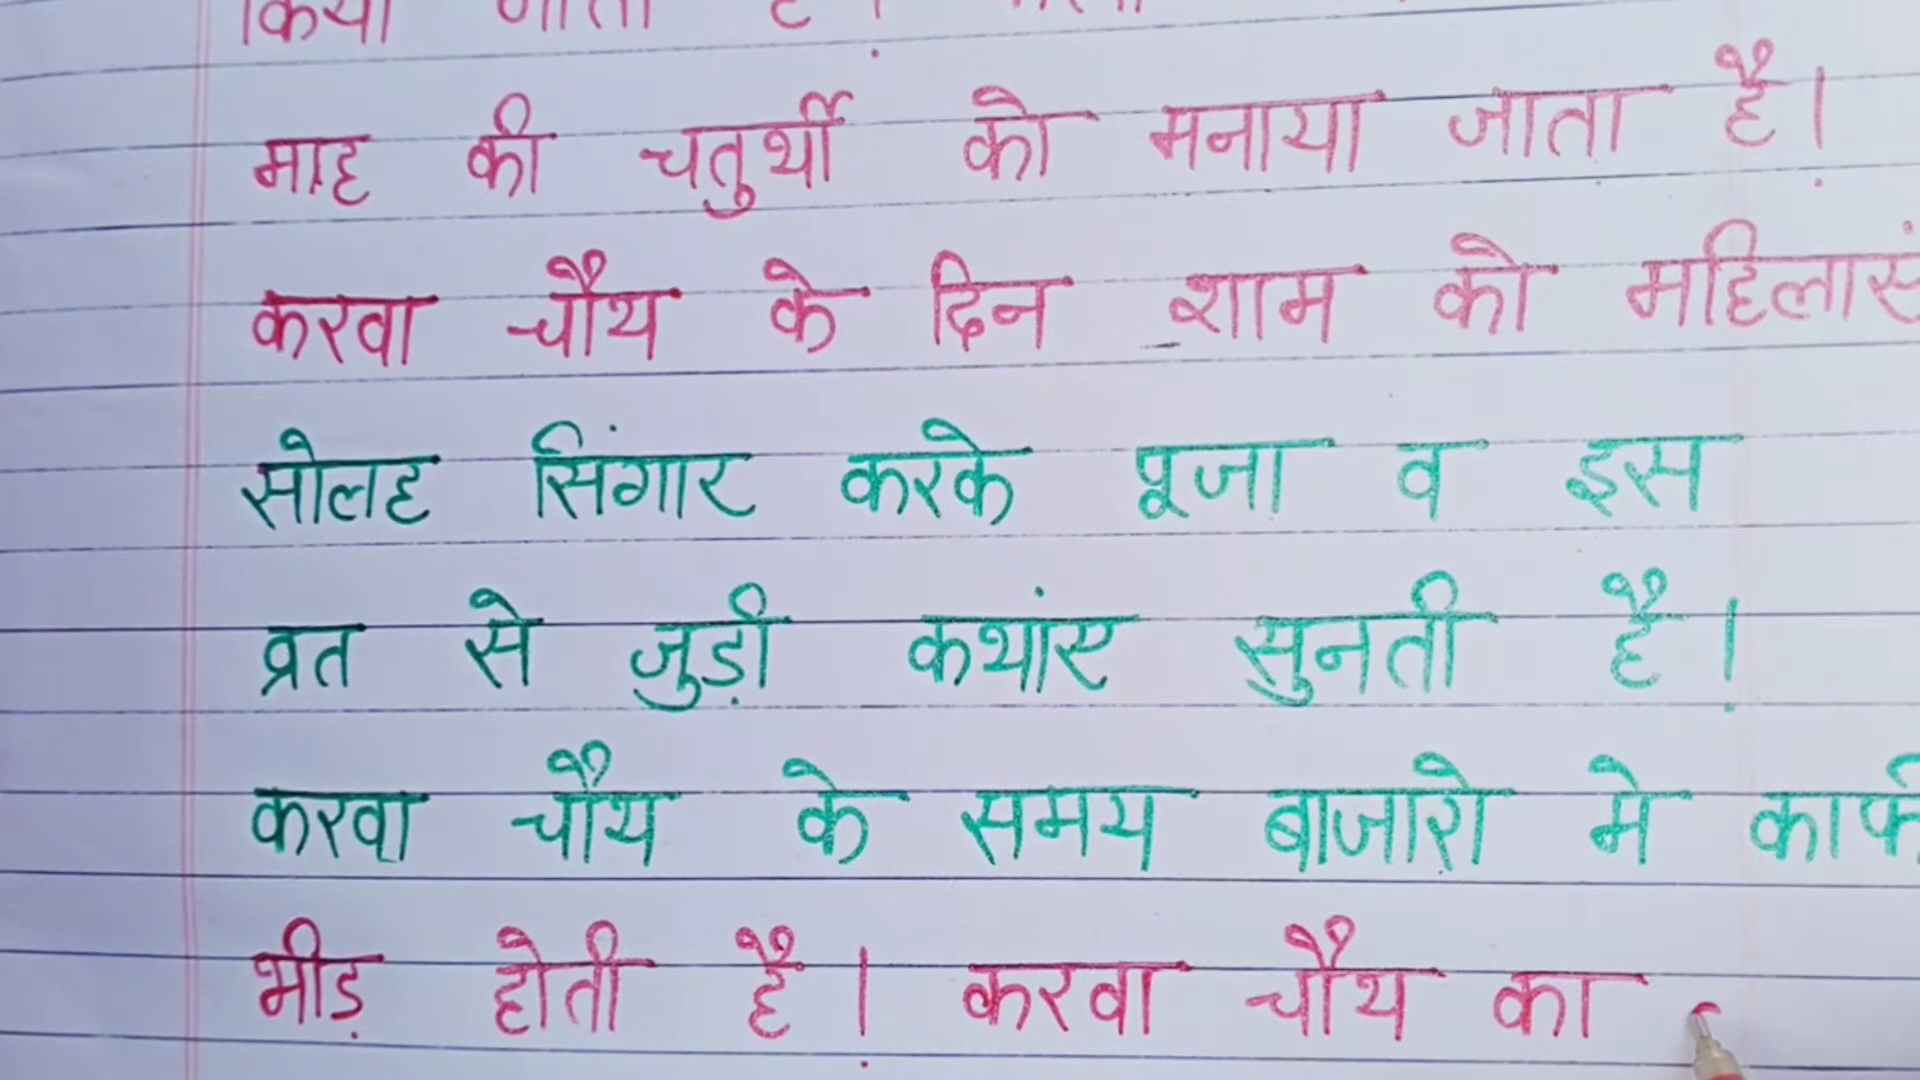 किया जाता है।
माह की चतुर्थी को मनाया जाता है।
करवा चौथ के दिन शाम को महिलाएं
सोलह सिंगार करके पूजा व इस
व्रत से जुड़ी कथांए सुनती है।
करवा चौथ के समय बाजारो मे काफी
भीड़ होती है। करवा चौथ का